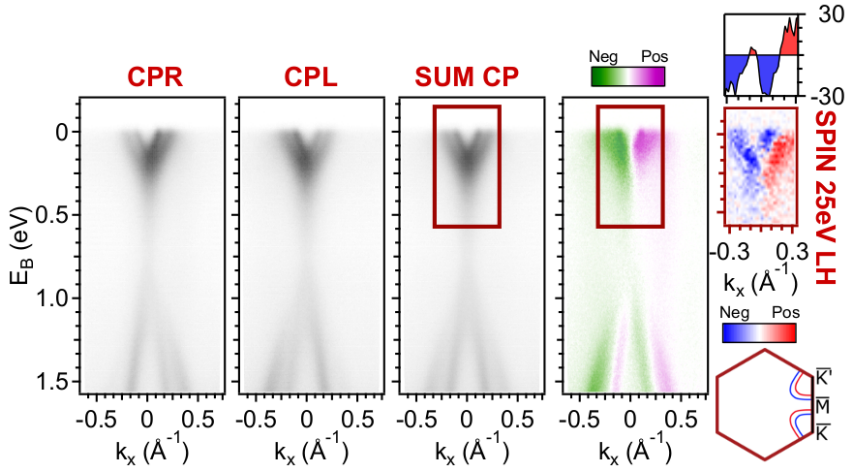 CPR
CPL
SUM CP
Neg Pos
30
-30
0
0.5
1.0
1.5
E_B (eV)
-0.5 0 0.5
k_x (Å⁻¹)
-0.5 0 0.5
k_x (Å⁻¹)
-0.5 0 0.5
k_x (Å⁻¹)
-0.5 0 0.5
k_x (Å⁻¹)
SPIN 25eV LH
-0.3 0.3
k_x (Å⁻¹)
Neg Pos
K̅'
M̅
K̅